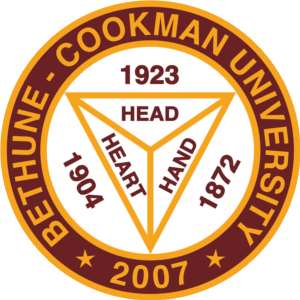 BETHUNE - COOKMAN UNIVERSITY
1923
HEAD
HEART
HAND
1904
1872
2007